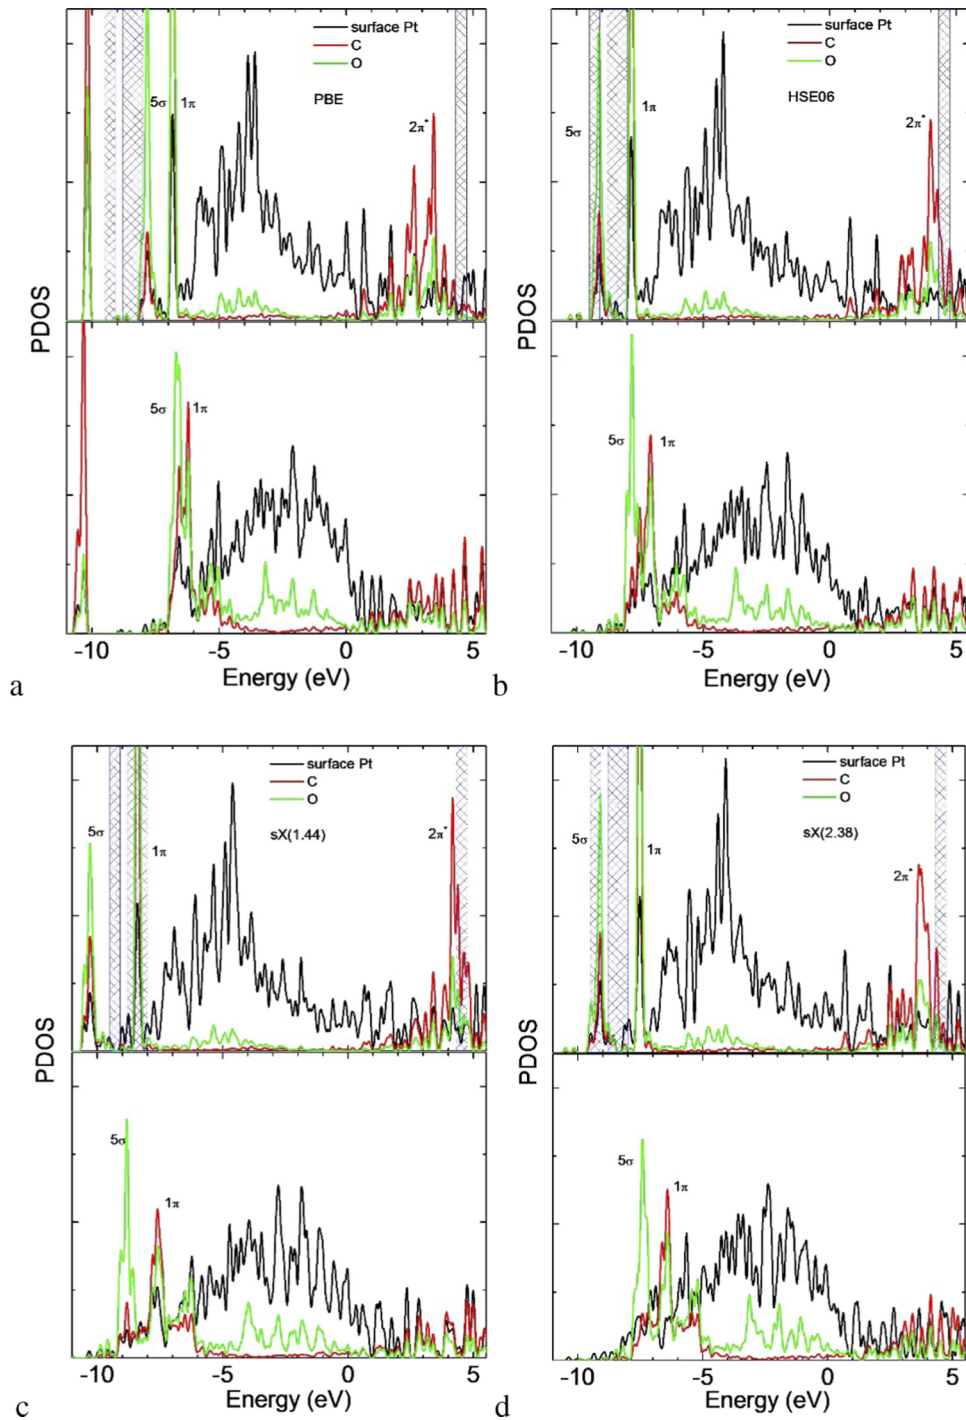 surface Pt
C
O
PBE
5σ
1π
2π*
PDOS
5σ
1π
PDOS
-10
-5
0
5
Energy (eV)
a
surface Pt
C
O
HSE06
5σ
1π
2π*
PDOS
5σ
1π
-10
-5
0
5
Energy (eV)
b
surface Pt
C
O
sX(1.44)
5σ
1π
2π*
PDOS
5σ
1π
-10
-5
0
5
Energy (eV)
c
surface Pt
C
O
sX(2.38)
5σ
1π
2π*
PDOS
5σ
1π
-10
-5
0
5
Energy (eV)
d